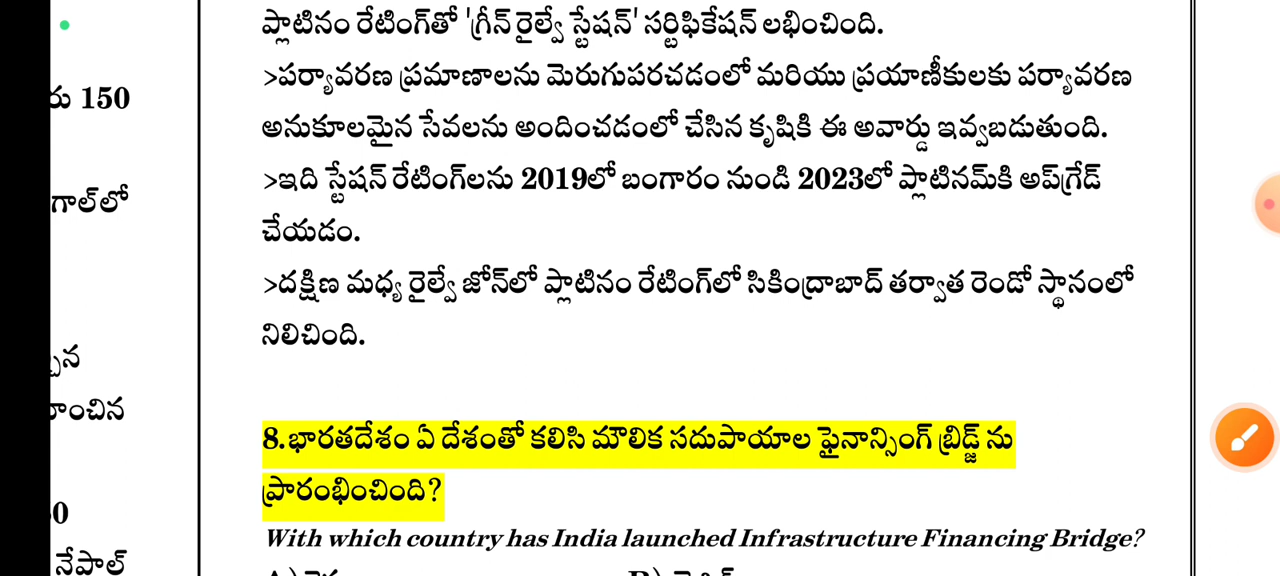 ప్లాటినం రేటింగ్‌తో 'గ్రీన్ రైల్వే స్టేషన్' సర్టిఫికేషన్ లభించింది.
>పర్యావరణ ప్రమాణాలను మెరుగుపరచడంలో మరియు ప్రయాణీకులకు పర్యావరణ
అనుకూలమైన సేవలను అందించడంలో చేసిన కృషికి ఈ అవార్డు ఇవ్వబడుతుంది.
>ఇది స్టేషన్ రేటింగ్‌లను 2019లో బంగారం నుండి 2023లో ప్లాటినమ్‌కి అప్‌గ్రేడ్
చేయడం.
>దక్షిణ మధ్య రైల్వే జోన్‌లో ప్లాటినం రేటింగ్‌లో సికింద్రాబాద్ తర్వాత రెండో స్థానంలో
నిలిచింది.
8.భారతదేశం ఏ దేశంతో కలిసి మౌలిక సదుపాయాల ఫైనాన్సింగ్ బ్రిడ్జ్ ను
ప్రారంభించింది?
With which country has India launched Infrastructure Financing Bridge?
150
నేపాల్